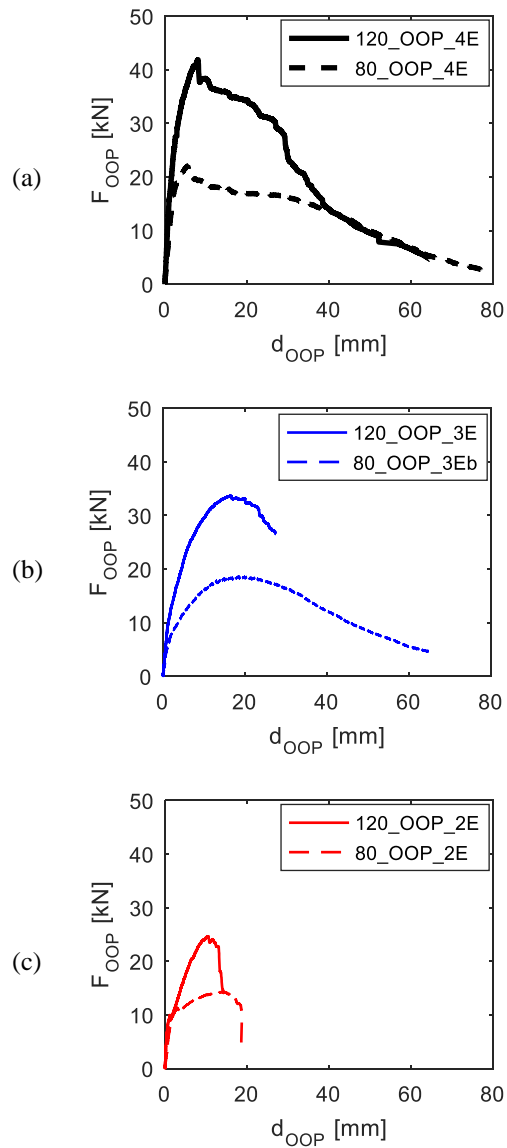 (a)
50
40
30
20
10
0
F_OOP [kN]
120_OOP_4E
80_OOP_4E
0 20 40 60 80
d_OOP [mm]
(b)
50
40
30
20
10
0
F_OOP [kN]
120_OOP_3E
80_OOP_3Eb
0 20 40 60 80
d_OOP [mm]
(c)
50
40
30
20
10
0
F_OOP [kN]
120_OOP_2E
80_OOP_2E
0 20 40 60 80
d_OOP [mm]